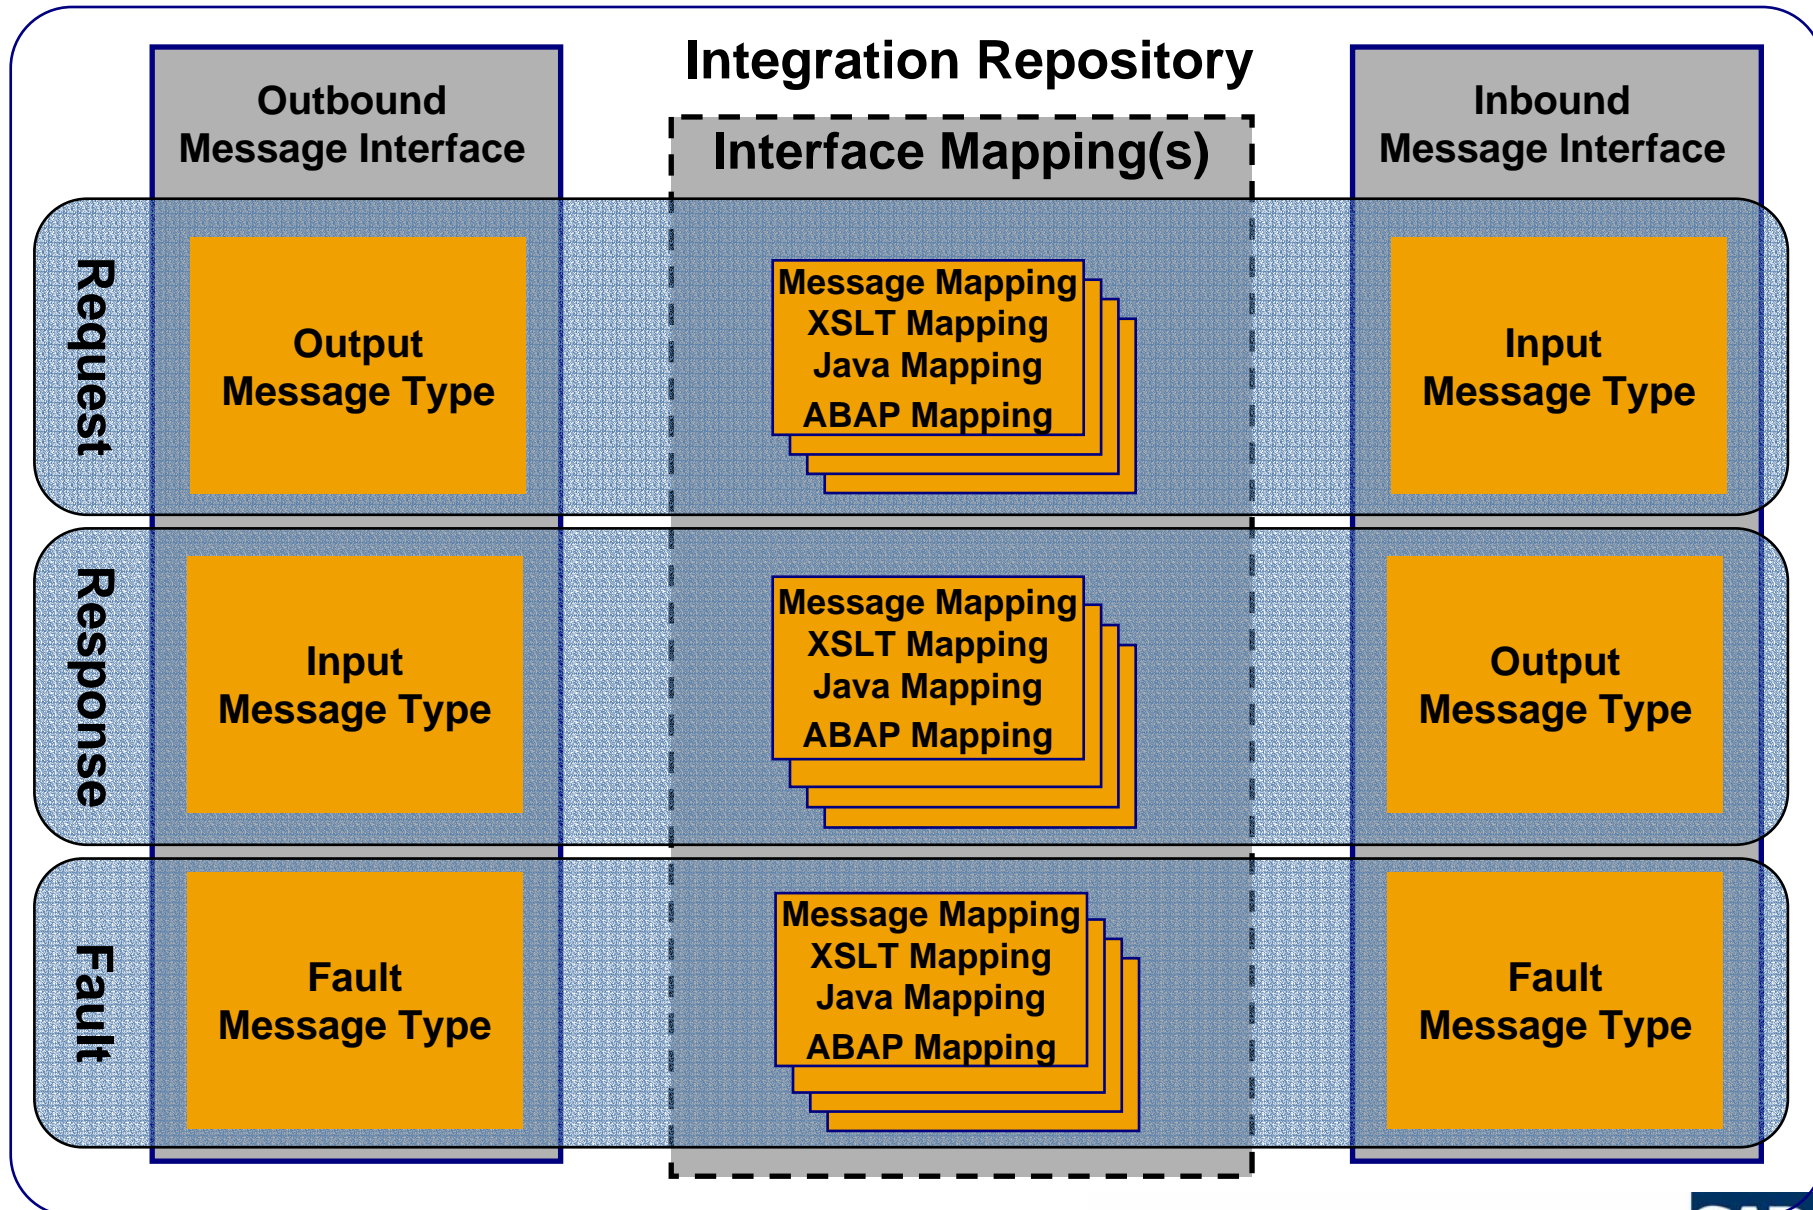 Integration Repository
Outbound
Message Interface
Interface Mapping(s)
Inbound
Message Interface
Request
Output
Message Type
Message Mapping
XSLT Mapping
Java Mapping
ABAP Mapping
Input
Message Type
Response
Input
Message Type
Message Mapping
XSLT Mapping
Java Mapping
ABAP Mapping
Output
Message Type
Fault
Fault
Message Type
Message Mapping
XSLT Mapping
Java Mapping
ABAP Mapping
Fault
Message Type